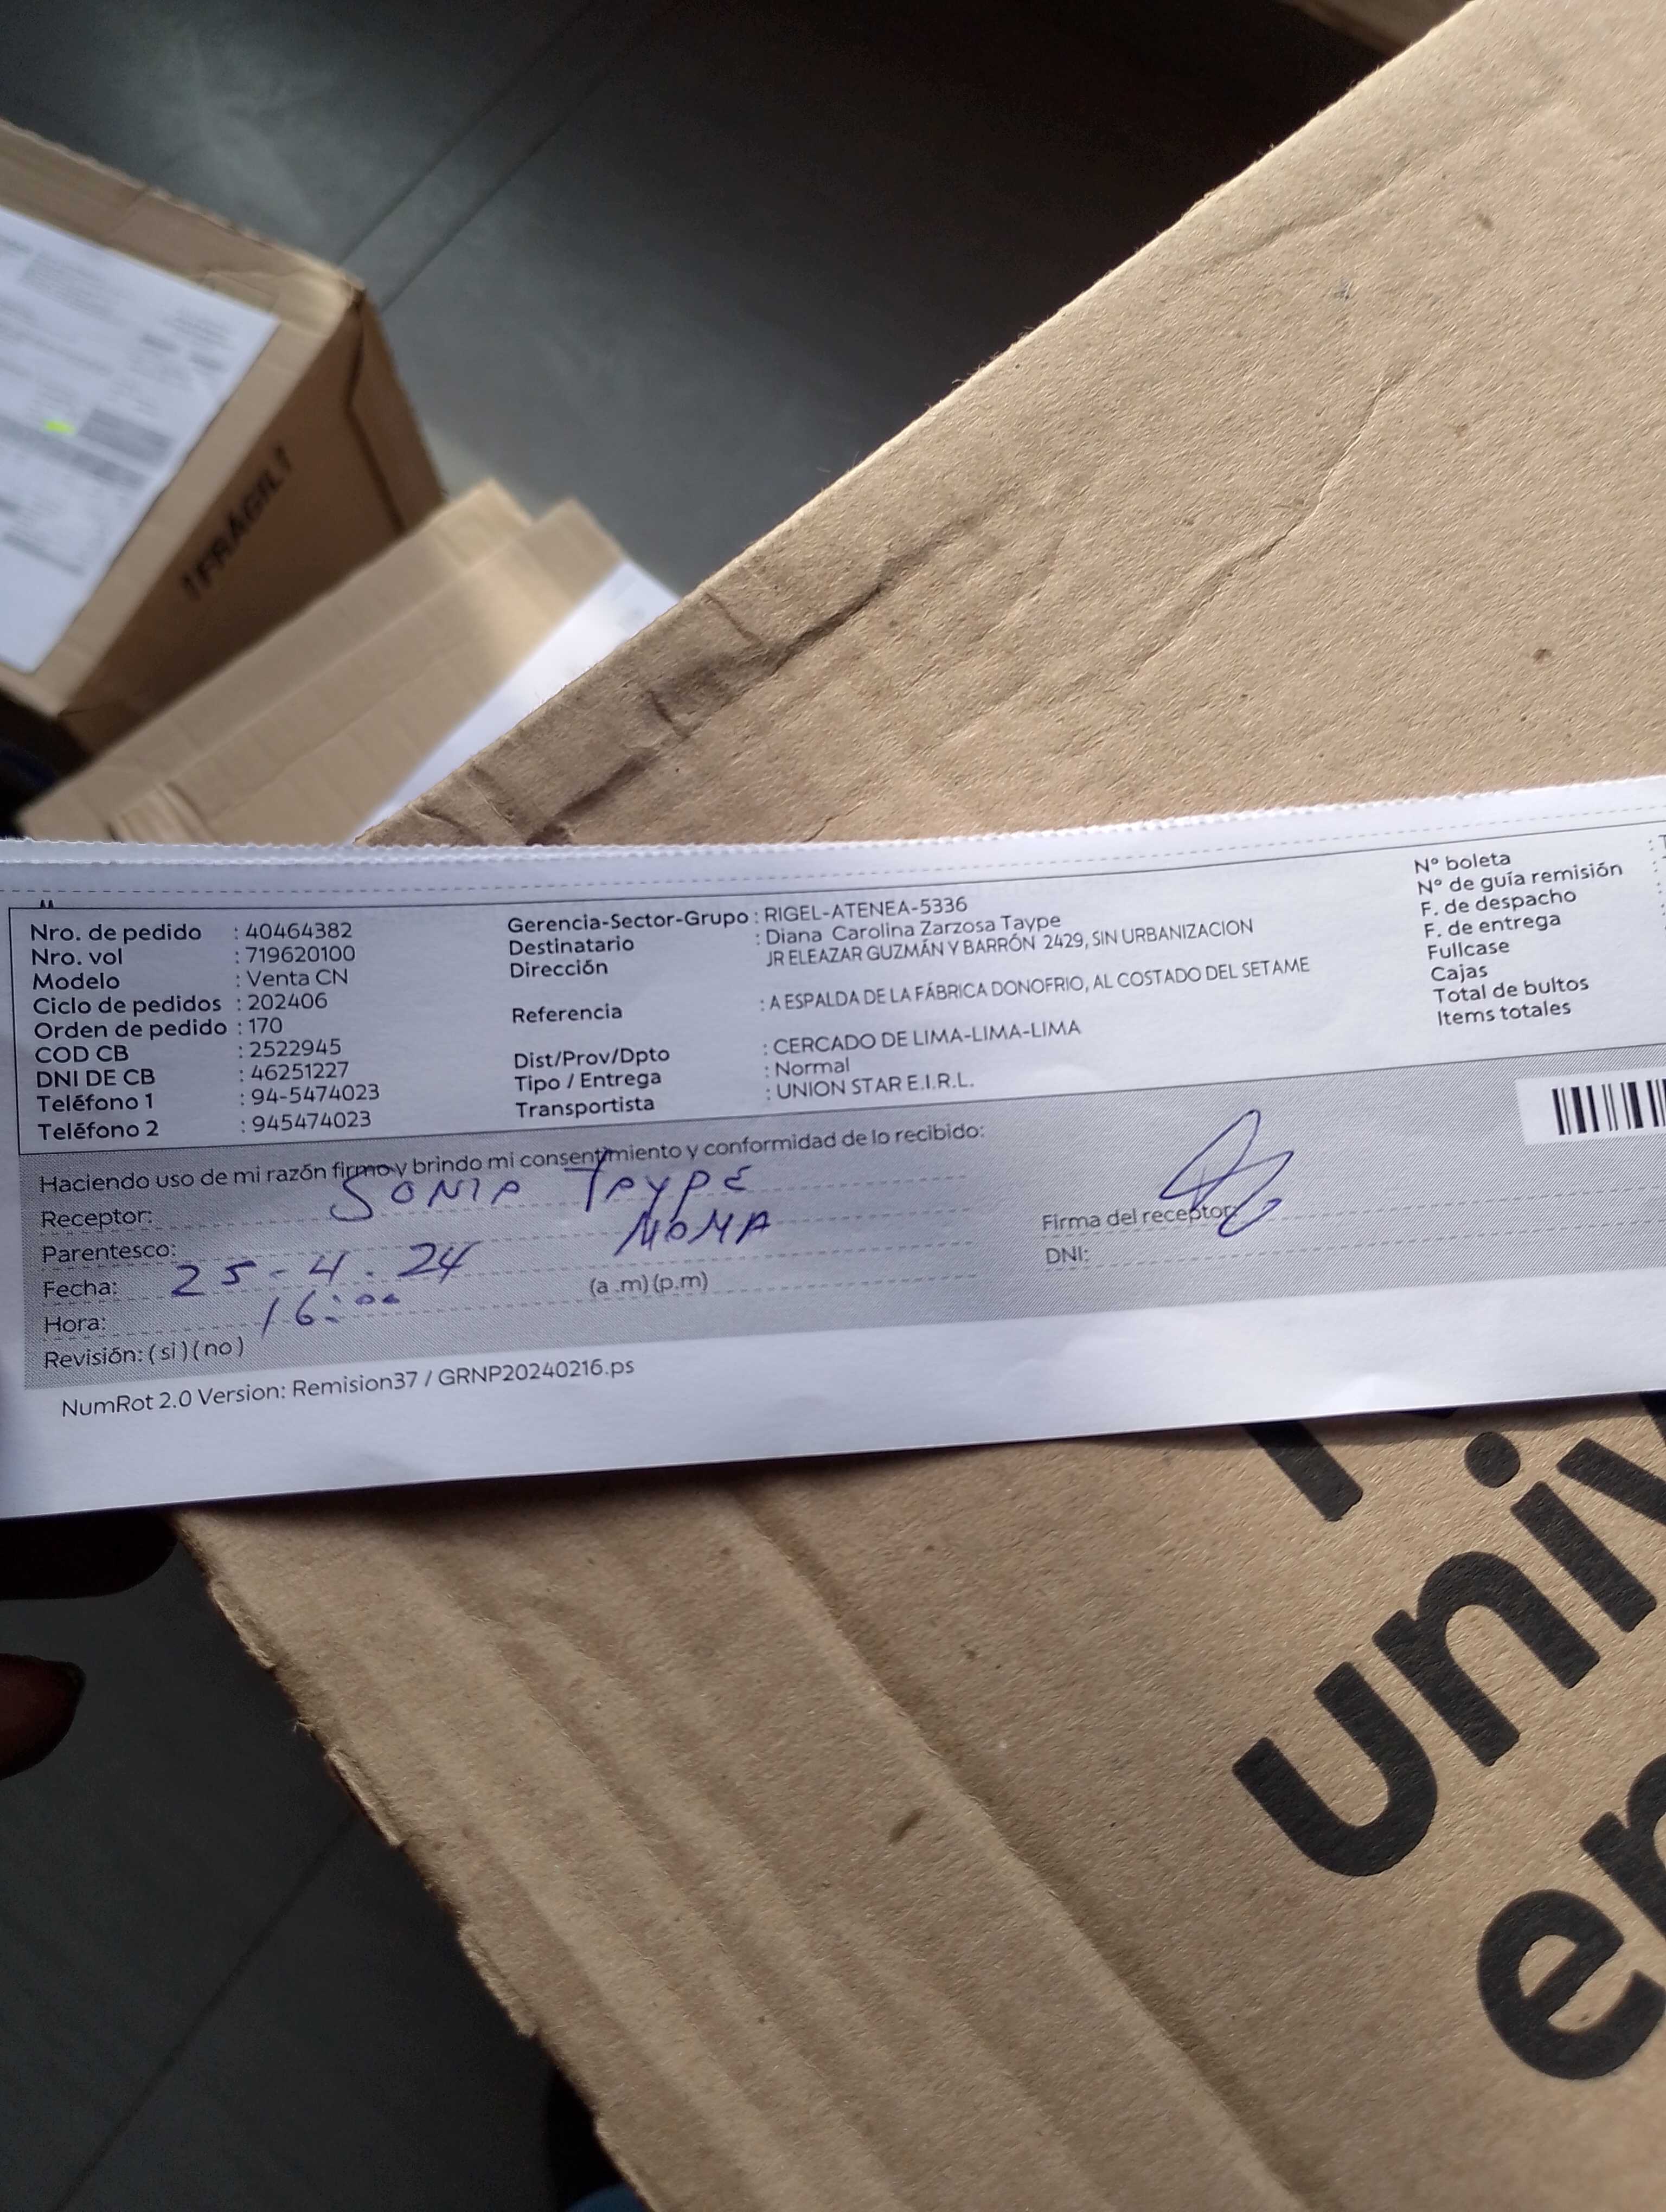 ¡FRAGIL!
Nro. de pedido : 40464382
Nro. vol : 719620100
Modelo : Venta CN
Ciclo de pedidos : 202406
Orden de pedido : 170
COD CB : 2522945
DNI DE CB : 46251227
Teléfono 1 : 94-5474023
Teléfono 2 : 945474023
Gerencia-Sector-Grupo : RIGEL-ATENEA-5336
Destinatario : Diana Carolina Zarzosa Taype
Dirección JR ELEAZAR GUZMÁN Y BARRÓN 2429, SIN URBANIZACION
Referencia : A ESPALDA DE LA FÁBRICA DONOFRIO, AL COSTADO DEL SETAME
Dist/Prov/Dpto : CERCADO DE LIMA-LIMA-LIMA
Tipo / Entrega : Normal
Transportista : UNION STAR E.I.R.L.
N° boleta
N° de guía remisión
F. de despacho
F. de entrega
Fullcase
Cajas
Total de bultos
Items totales
Haciendo uso de mi razón firmo y brindo mi consentimiento y conformidad de lo recibido:
Receptor: SONIA TAYPE
Parentesco: MAMA
Fecha: 25-4.24
Hora: 16:00 (a .m) (p.m)
Revisión: ( si ) ( no )
Firma del receptor:
DNI:
NumRot 2.0 Version: Remision37 / GRNP20240216.ps
univ
en